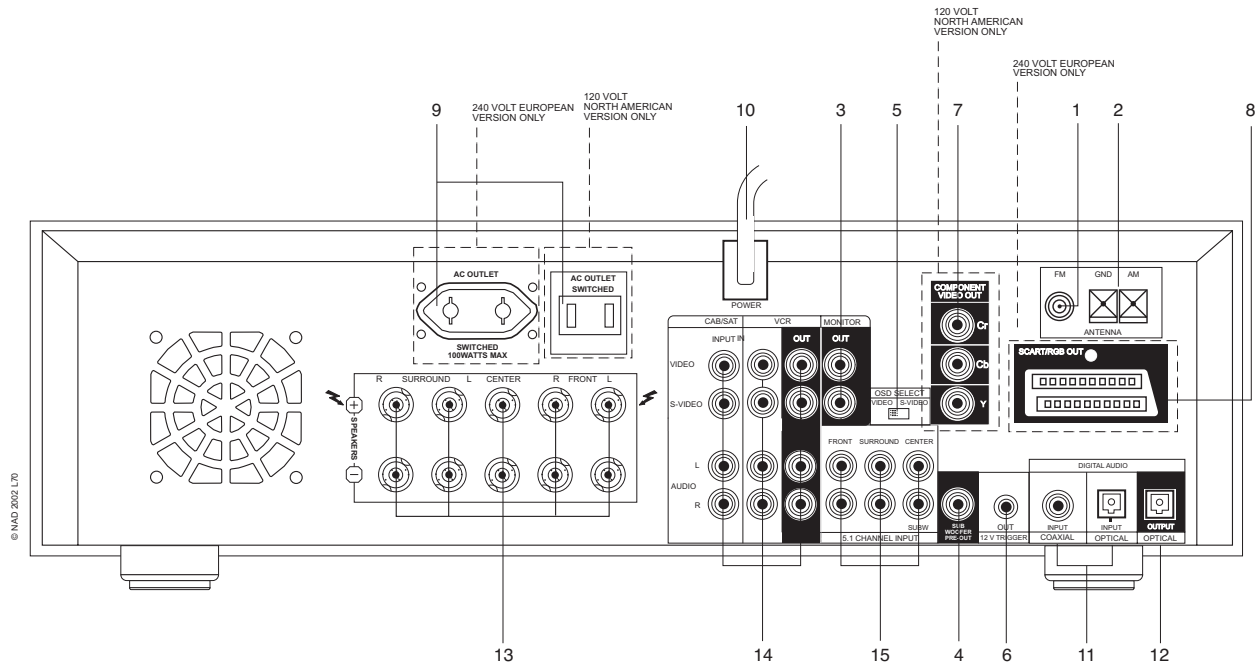 120 VOLT
NORTH AMERICAN
VERSION ONLY
240 VOLT EUROPEAN
VERSION ONLY
120 VOLT
NORTH AMERICAN
VERSION ONLY
240 VOLT EUROPEAN
VERSION ONLY
9 10 3 5 7 1 2 8
AC OUTLET
SWITCHED
100WATTS MAX
AC OUTLET
SWITCHED
POWER
COMPONENT
VIDEO OUT
Cr
Cb
Y
FM GND AM
ANTENNA
SCART/RGB OUT
CAB/SAT VCR MONITOR
INPUT IN OUT OUT
VIDEO
S-VIDEO
L
AUDIO
R
OSD SELECT
VIDEO S-VIDEO
R SURROUND L CENTER R FRONT L
+ SPEAKERS −
FRONT SURROUND CENTER
SUBW
5.1 CHANNEL INPUT
SUB
WOOFER
PRE-OUT
OUT
12 V TRIGGER
DIGITAL AUDIO
INPUT
COAXIAL
INPUT
OPTICAL
OUTPUT
OPTICAL
© NAD 2002 L70
13 14 15 4 6 11 12